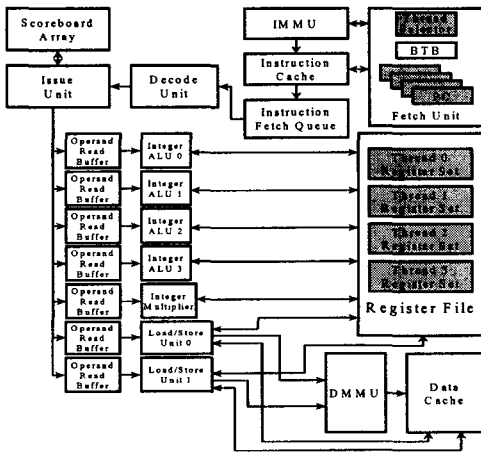 Scoreboard
Array
IMMU
Thread
Selector
BTB
PC
Fetch Unit
Issue
Unit
Decode
Unit
Instruction
Cache
Instruction
Fetch Queue
Operand
Read
Buffer
Integer
ALU 0
Operand
Read
Buffer
Integer
ALU 1
Operand
Read
Buffer
Integer
ALU 2
Operand
Read
Buffer
Integer
ALU 3
Operand
Read
Buffer
Integer
Multiplier
Operand
Read
Buffer
Load/Store
Unit 0
Operand
Read
Buffer
Load/Store
Unit 1
Thread 0
Register Set
Thread 1
Register Set
Thread 2
Register Set
Thread 3
Register Set
Register File
DMMU
Data
Cache